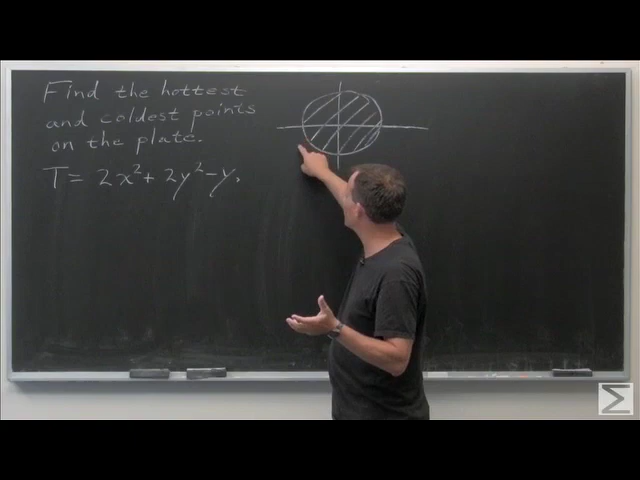 Find the hottest
and coldest points
on the plate.
T = 2x² + 2y² - y,
Σ